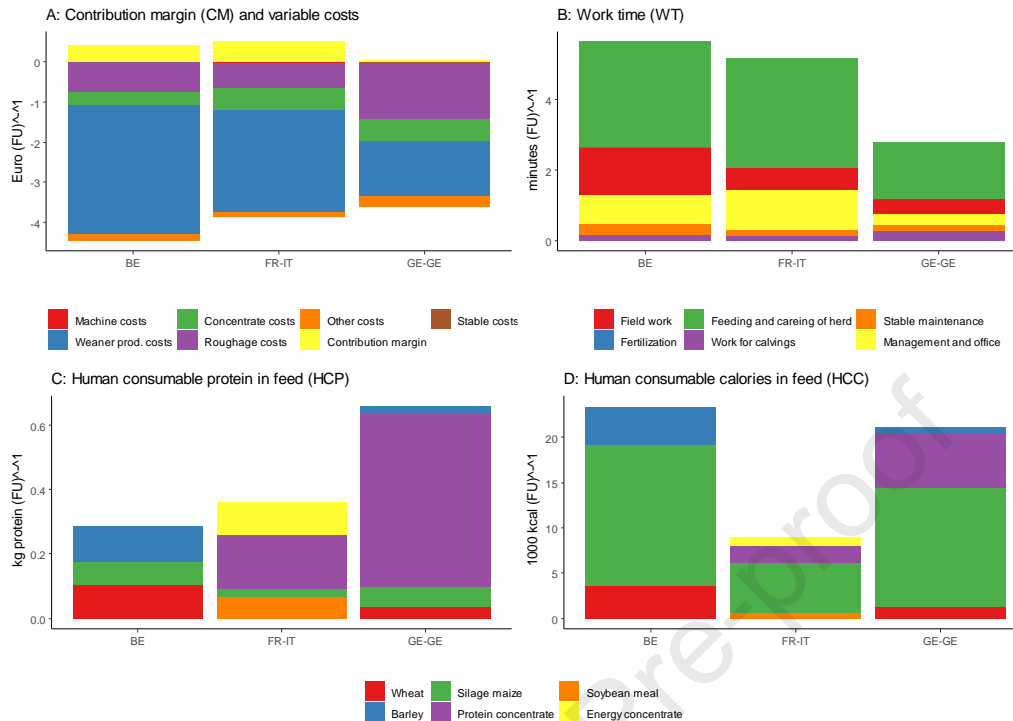 A: Contribution margin (CM) and variable costs
Euro (FU)^-^1
0
-1
-2
-3
-4
BE
FR-IT
GE-GE
Machine costs
Concentrate costs
Other costs
Stable costs
Weaner prod. costs
Roughage costs
Contribution margin
B: Work time (WT)
minutes (FU)^-^1
4
2
0
BE
FR-IT
GE-GE
Field work
Feeding and careing of herd
Stable maintenance
Fertilization
Work for calvings
Management and office
C: Human consumable protein in feed (HCP)
kg protein (FU)^-^1
0.6
0.4
0.2
0.0
BE
FR-IT
GE-GE
D: Human consumable calories in feed (HCC)
1000 kcal (FU)^-^1
20
15
10
5
0
BE
FR-IT
GE-GE
Wheat
Silage maize
Soybean meal
Barley
Protein concentrate
Energy concentrate
Pre-proof